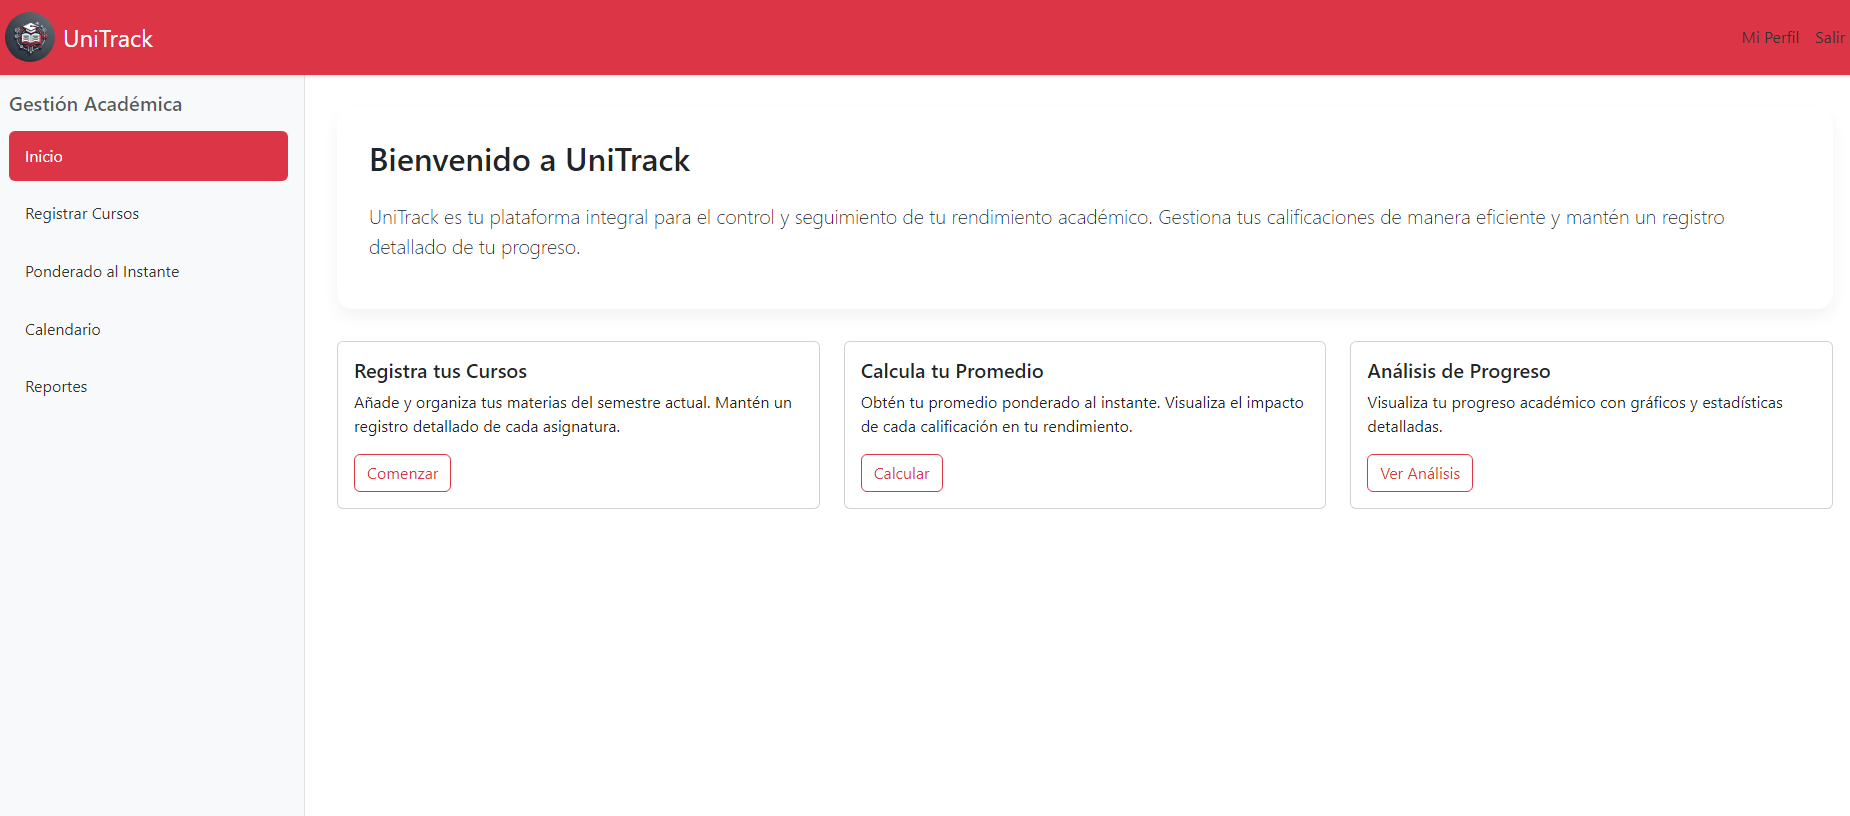 UniTrack
Mi Perfil
Salir
Gestión Académica
Inicio
Registrar Cursos
Ponderado al Instante
Calendario
Reportes
Bienvenido a UniTrack
UniTrack es tu plataforma integral para el control y seguimiento de tu rendimiento académico. Gestiona tus calificaciones de manera eficiente y mantén un registro
detallado de tu progreso.
Registra tus Cursos
Añade y organiza tus materias del semestre actual. Mantén un
registro detallado de cada asignatura.
Comenzar
Calcula tu Promedio
Obtén tu promedio ponderado al instante. Visualiza el impacto
de cada calificación en tu rendimiento.
Calcular
Análisis de Progreso
Visualiza tu progreso académico con gráficos y estadísticas
detalladas.
Ver Análisis